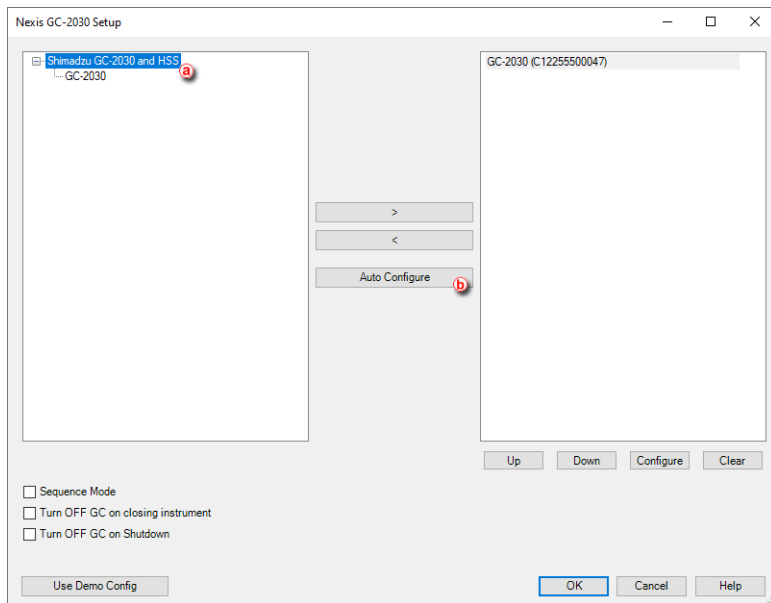 Nexis GC-2030 Setup
Shimadzu GC-2030 and HSS
a
GC-2030
GC-2030 (C12255500047)
>
<
Auto Configure
b
Up
Down
Configure
Clear
Sequence Mode
Turn OFF GC on closing instrument
Turn OFF GC on Shutdown
Use Demo Config
OK
Cancel
Help